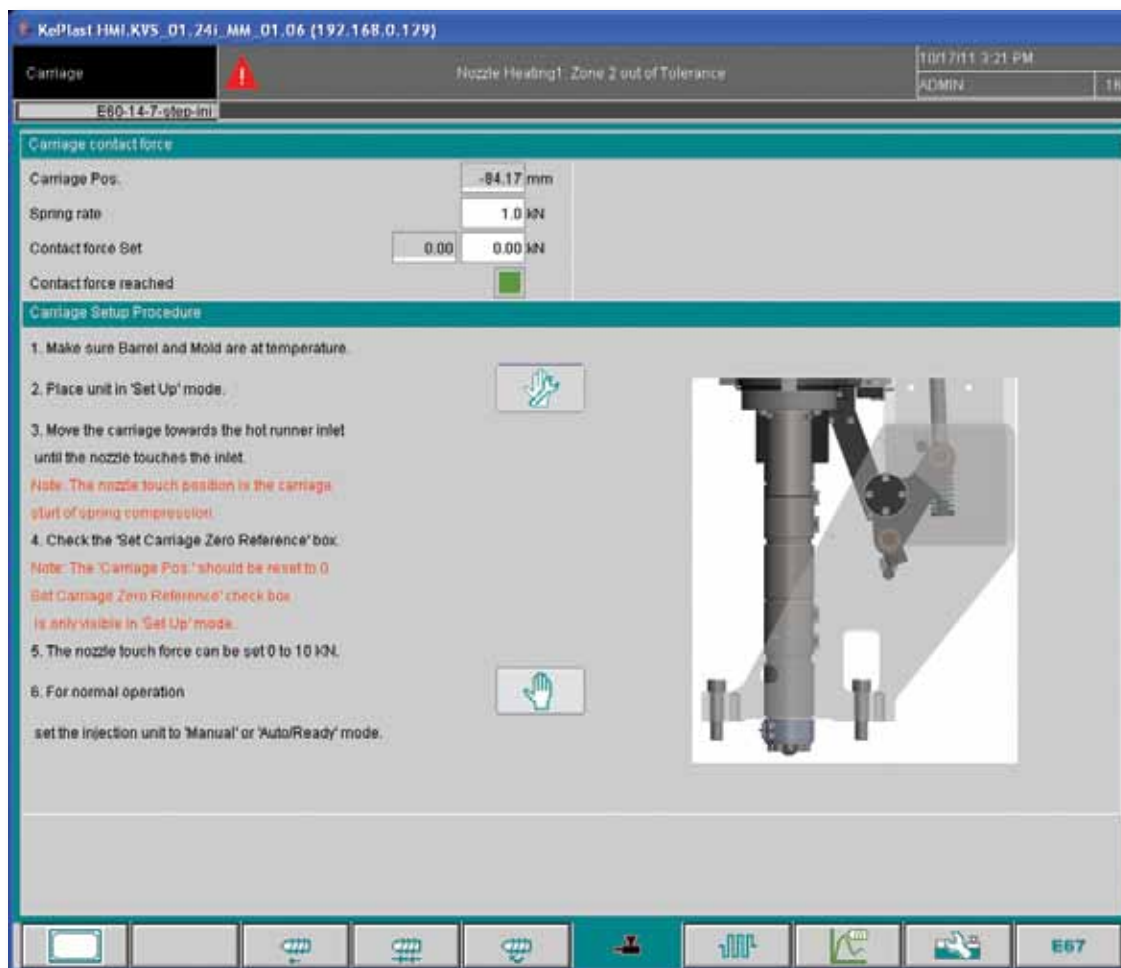 KePlast HMI.KVS_01.24i_MM_01.06 (192.168.0.179)
Carriage
Nozzle Heating1: Zone 2 out of Tolerance
10/17/11 3:21 PM
ADMIN
E60-14-7-step-ini
Carriage contact force
Carriage Pos. -84.17 mm
Spring rate 1.0 kN
Contact force Set 0.00 0.00 kN
Contact force reached
Carriage Setup Procedure
1. Make sure Barrel and Mold are at temperature.
2. Place unit in 'Set Up' mode.
3. Move the carriage towards the hot runner inlet
until the nozzle touches the inlet.
Note: The nozzle touch position is the carriage
start of spring compression
4. Check the 'Set Carriage Zero Reference' box.
Note: The 'Carriage Pos.' should be reset to 0
Set Carriage Zero Reference' check box
is only visible in 'Set Up' mode.
5. The nozzle touch force can be set 0 to 10 KN.
6. For normal operation
set the injection unit to 'Manual' or 'Auto/Ready' mode.
E67